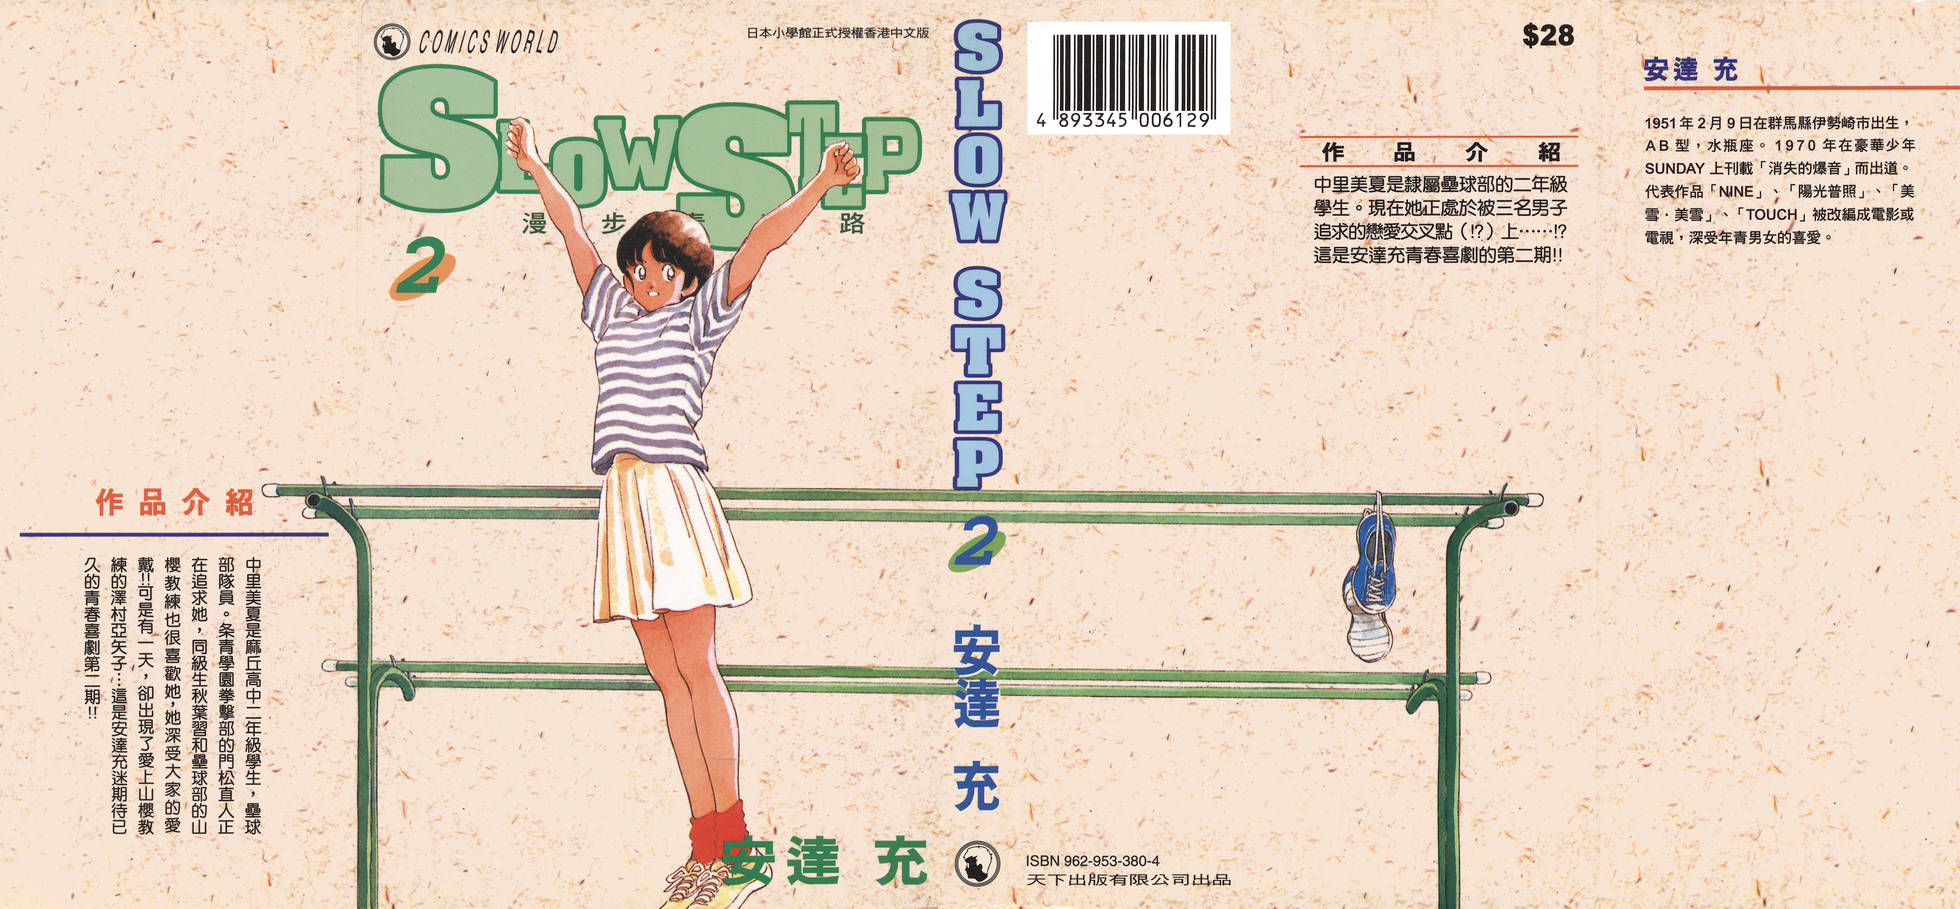 作品介紹
中里美夏是麻丘高中二年級學生，壘球
部隊員。条青學園拳擊部的門松直人正
在追求她，同級生秋葉習和壘球部的山
櫻教練也很喜歡她，她深受大家的愛
戴!!可是有一天，卻出現了愛上山櫻教
練的澤村亞矢子…這是安達充迷期待已
久的青春喜劇第二期!!
COMICS WORLD
日本小學館正式授權香港中文版
SLOW STEP
漫步 路
2
安達 充
SLOW STEP
2
安達 充
4 893345 006129
$28
作品介紹
中里美夏是隸屬壘球部的二年級
學生。現在她正處於被三名男子
追求的戀愛交叉點（!?）上……!?
這是安達充青春喜劇的第二期!!
ISBN 962-953-380-4
天下出版有限公司出品
安達 充
1951年2月9日在群馬縣伊勢崎市出生，
AB型，水瓶座。1970年在豪華少年
SUNDAY上刊載「消失的爆音」而出道。
代表作品「NINE」、「陽光普照」、「美
雪．美雪」、「TOUCH」被改編成電影或
電視，深受年青男女的喜愛。